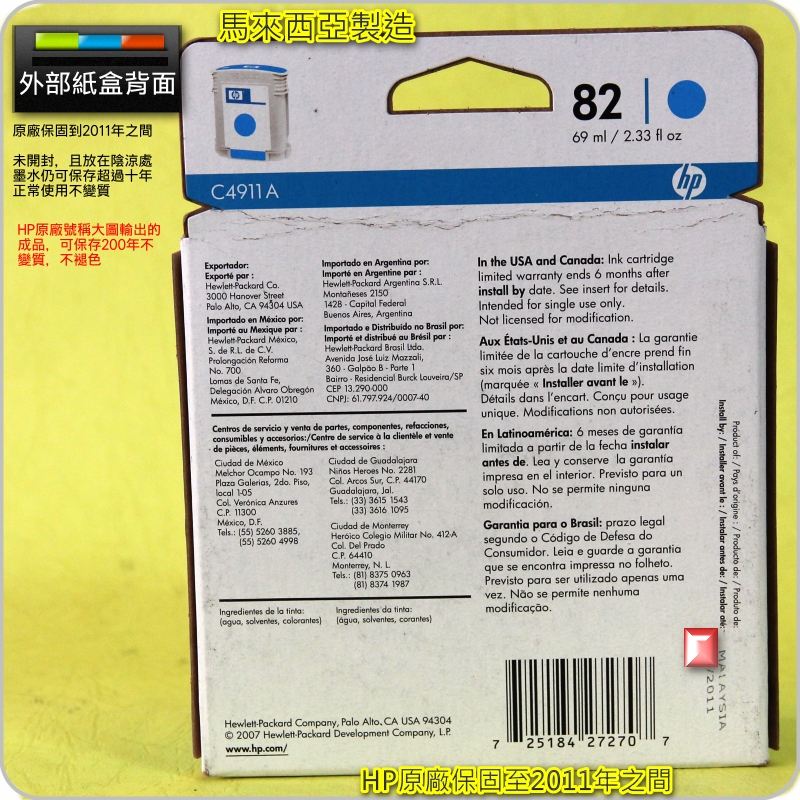 馬來西亞製造
外部紙盒背面
原廠保固到2011年之間
未開封，且放在陰涼處
墨水仍可保存超過十年
正常使用不變質
HP原廠號稱大圖輸出的
成品，可保存200年不
變質，不褪色
82
69 ml / 2.33 fl oz
hp
C4911A
Exportador:
Exporté par :
Hewlett-Packard Co.
3000 Hanover Street
Palo Alto, CA 94304 USA
Importado en México por:
Importé au Mexique par :
Hewlett-Packard México,
S. de R.L. de C.V.
Prolongación Reforma
No. 700
Lomas de Santa Fe,
Delegación Alvaro Obregón
México, D.F. C.P. 01210
Importado en Argentina por:
Importé en Argentine par :
Hewlett-Packard Argentina S.R.L.
Montañeses 2150
1428 - Capital Federal
Buenos Aires, Argentina
Importado e Distribuído no Brasil por:
Importé et distribué au Brésil par :
Hewlett-Packard Brasil Ltda.
Avenida José Luiz Mazzali,
360 - Galpão B - Parte 1
Bairro - Residencial Burck Louveira/SP
CEP 13.290-000
CNPJ: 61.797.924/0007-40
Centros de servicio y venta de partes, componentes, refacciones,
consumibles y accesorios:/Centre de service à la clientèle et vente
de pièces, éléments, fournitures et accessoires :
Ciudad de México
Melchor Ocampo No. 193
Plaza Galerias, 2do. Piso,
local 1-05
Col. Verónica Anzures
C.P. 11300
México, D.F.
Tels.: (55) 5260 3885,
(55) 5260 4998
Ciudad de Guadalajara
Niños Heroes No. 2281
Col. Arcos Sur, C.P. 44170
Guadalajara, Jal.
Tels.: (33) 3615 1543
(33) 3616 1095
Ciudad de Monterrey
Heróico Colegio Militar No. 412-A
Col. Del Prado
C.P. 64410
Monterrey, N. L.
Tels.: (81) 8375 0963
(81) 8374 1987
Ingredientes de la tinta:
(agua, solventes, colorantes)
Ingredientes da tinta:
(água, solventes, corantes)
In the USA and Canada: Ink cartridge
limited warranty ends 6 months after
install by date. See insert for details.
Intended for single use only.
Not licensed for modification.
Aux États-Unis et au Canada : La garantie
limitée de la cartouche d'encre prend fin
six mois après la date limite d'installation
(marquée « Installer avant le »).
Détails dans l'encart. Conçu pour usage
unique. Modifications non autorisées.
En Latinoamérica: 6 meses de garantía
limitada a partir de la fecha instalar
antes de. Lea y conserve la garantía
impresa en el interior. Previsto para un
solo uso. No se permite ninguna
modificación.
Garantia para o Brasil: prazo legal
segundo o Código de Defesa do
Consumidor. Leia e guarde a garantia
que se encontra impressa no folheto.
Previsto para ser utilizado apenas uma
vez. Não se permite nenhuma
modificação.
Product of: / Pays d'origine : / Producto de: / Produto de:
Install by: / Installer avant le : / Instalar antes de: / Instalar até:
MALAYSIA
/2011
Hewlett-Packard Company, Palo Alto, CA USA 94304
© 2007 Hewlett-Packard Development Company, L.P.
www.hp.com/
7 25184 27270 7
HP原廠保固至2011年之間